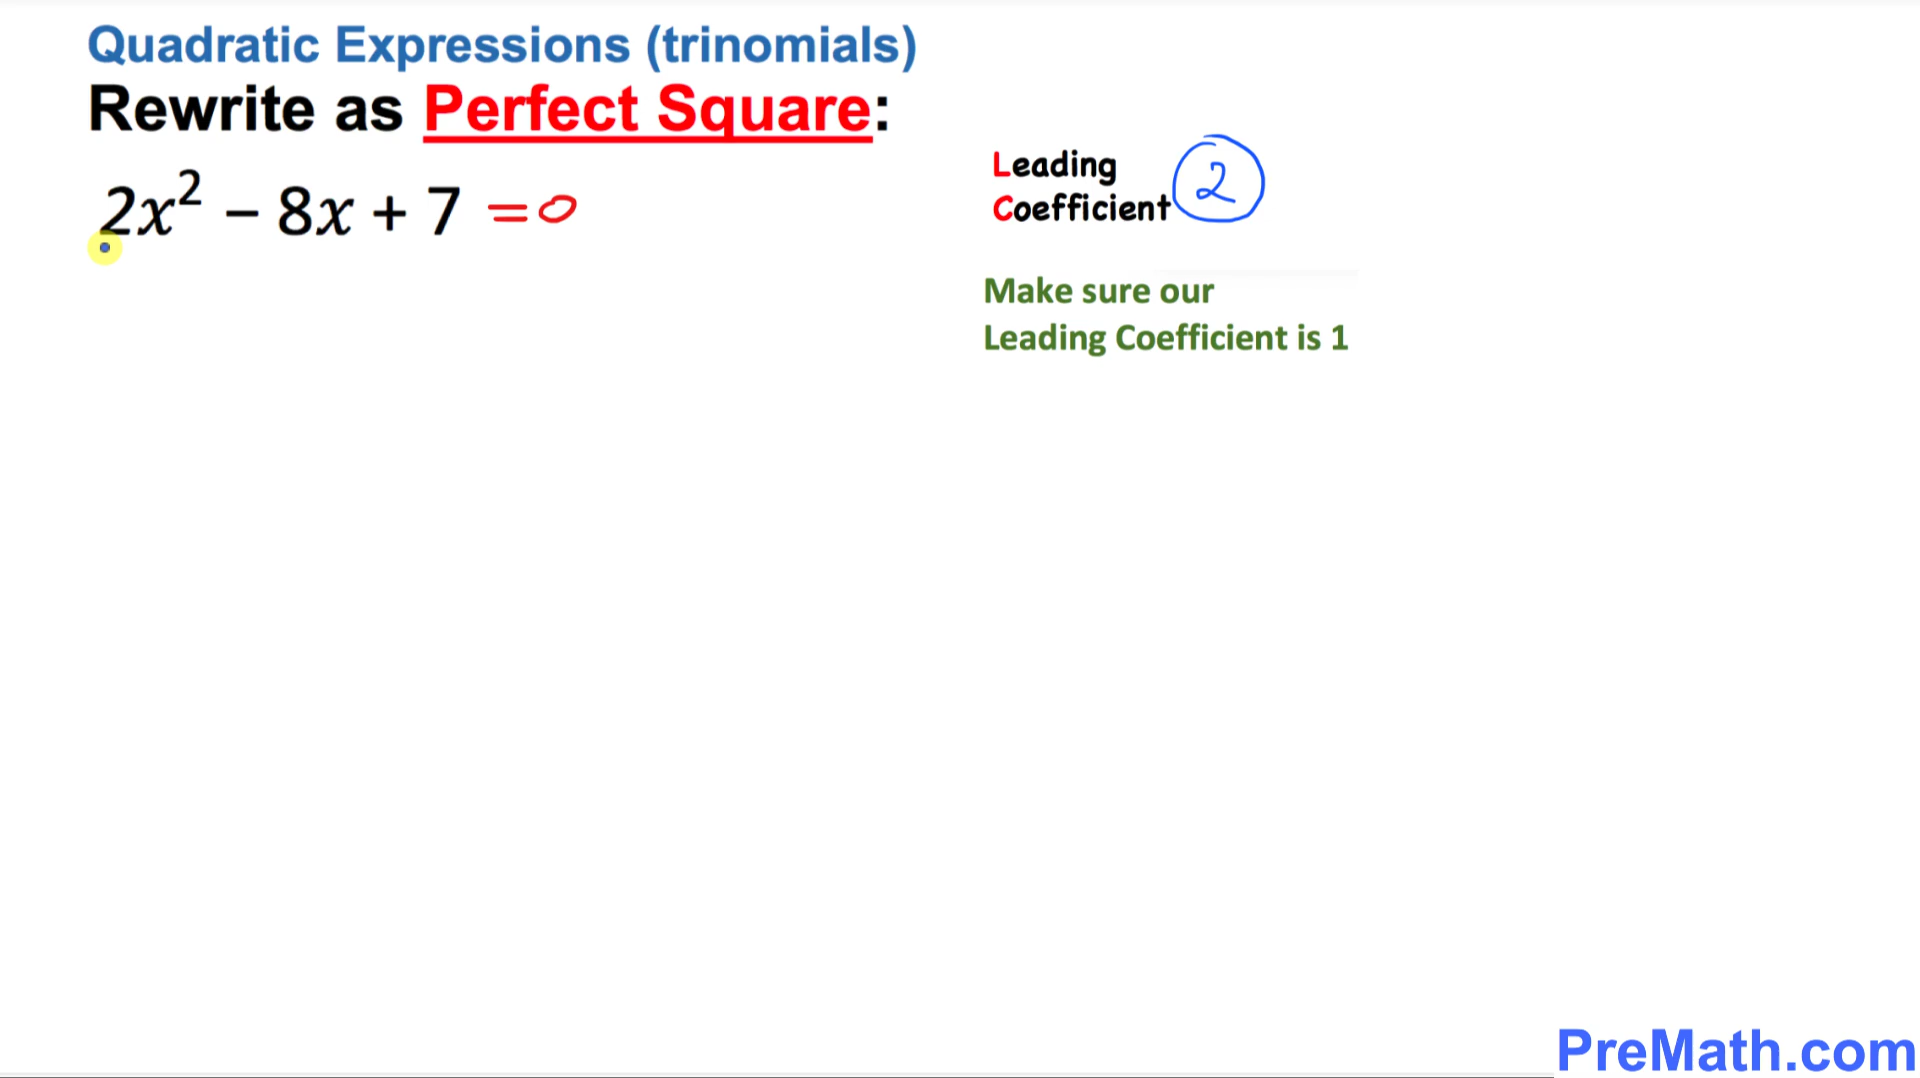 Quadratic Expressions (trinomials)
Rewrite as Perfect Square:
2x² − 8x + 7 = 0
Leading
Coefficient 2
Make sure our
Leading Coefficient is 1
PreMath.com